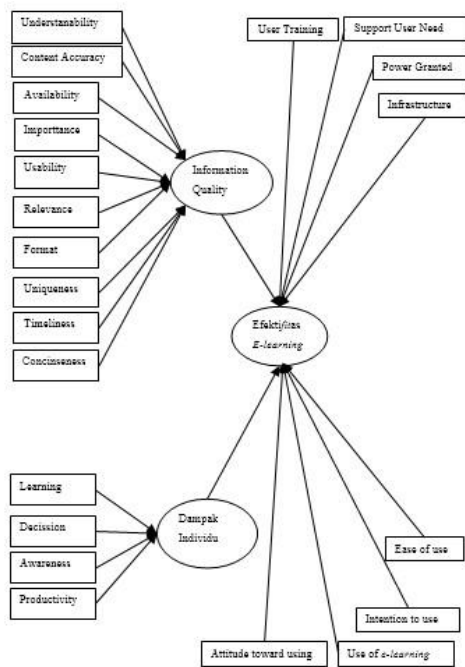 Understanability
Content Accuracy
Availability
Importtance
Usability
Relevance
Format
Uniqueness
Timeliness
Concinseness
Information
Quality
User Training
Support User Need
Power Granted
Infrastructure
Efektifitas
E-learning
Learning
Decission
Awareness
Productivity
Dampak
Individu
Ease of use
Intention to use
Attitude toward using
Use of e-learning